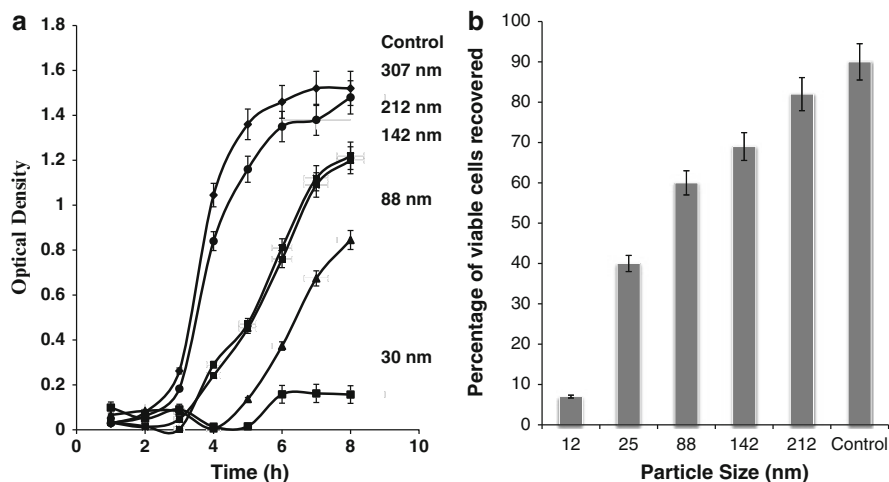 a
1.8
1.6
1.4
1.2
1
0.8
0.6
0.4
0.2
0
0
2
4
6
8
10
Optical Density
Time (h)
Control
307 nm
212 nm
142 nm
88 nm
30 nm
b
100
90
80
70
60
50
40
30
20
10
0
12
25
88
142
212
Control
Percentage of viable cells recovered
Particle Size (nm)